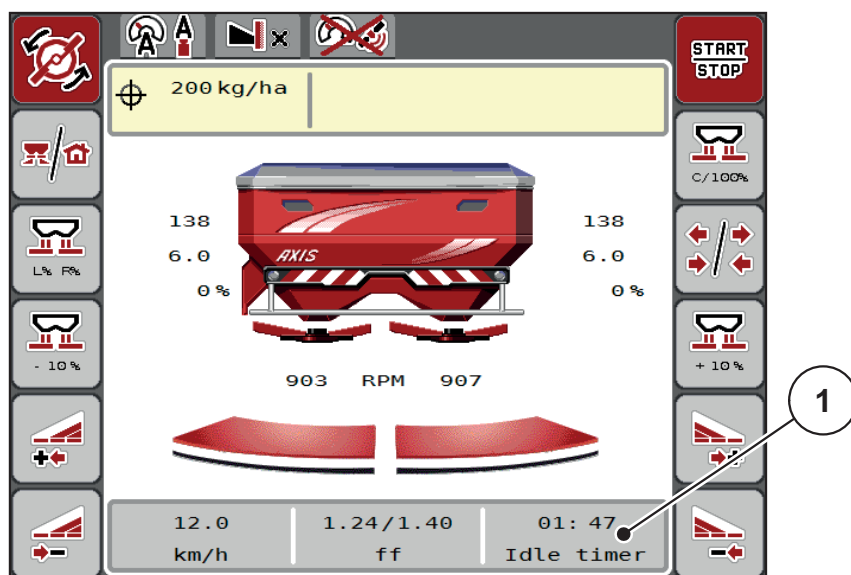 A A
START
STOP
200 kg/ha
C/100%
138 138
AXIS
6.0 6.0
L% R%
0% 0%
- 10%
+ 10%
903 RPM 907
1
12.0 1.24/1.40 01:47
km/h ff Idle timer